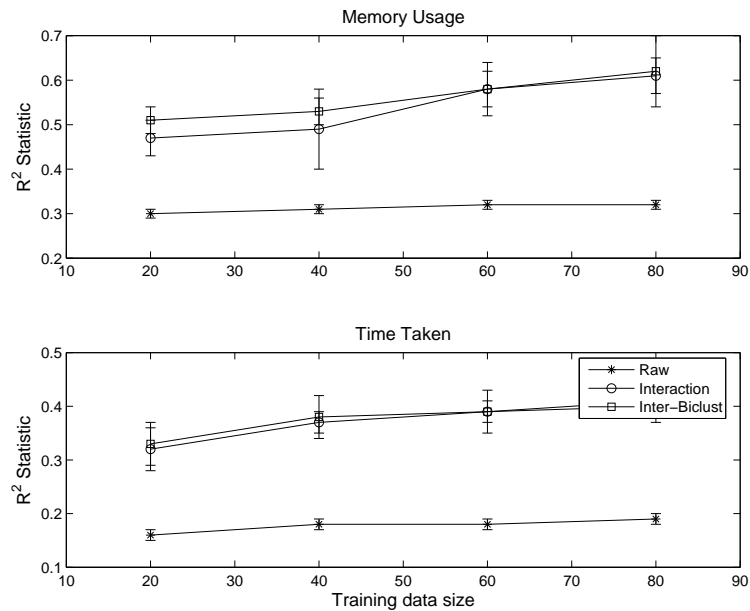 Memory Usage
0.7
0.6
0.5
0.4
0.3
0.2
R² Statistic
10 20 30 40 50 60 70 80 90
Time Taken
0.5
0.4
0.3
0.2
0.1
R² Statistic
Raw
Interaction
Inter−Biclust
10 20 30 40 50 60 70 80 90
Training data size